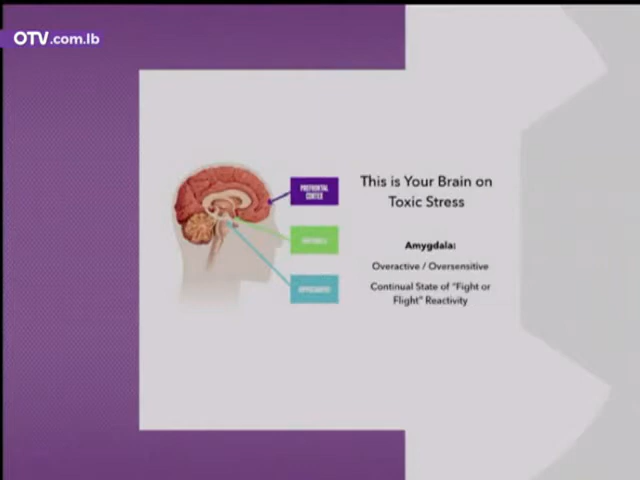 OTV.com.lb
This is Your Brain on
Toxic Stress
PREFRONTAL
CORTEX
Amygdala:
Overactive / Oversensitive
Continual State of "Fight or
Flight" Reactivity